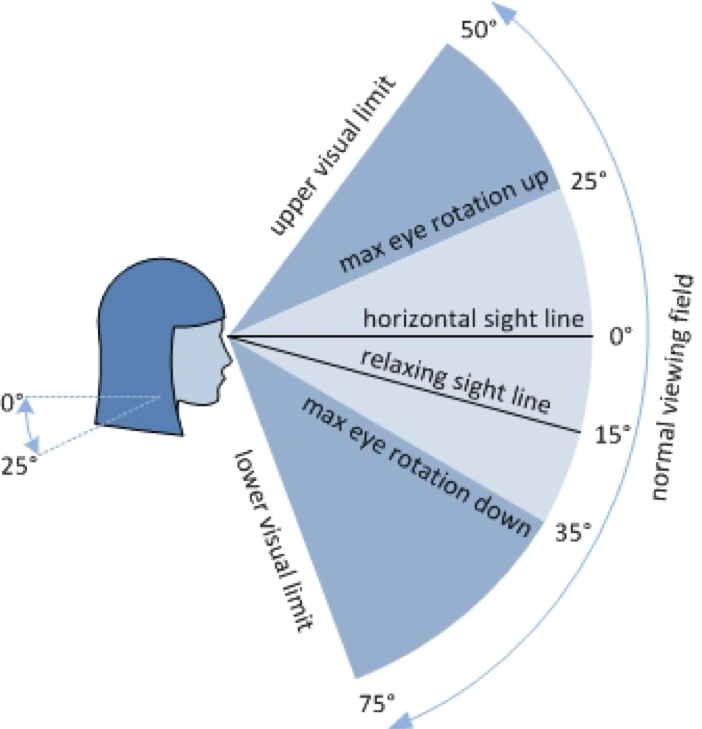 50°
upper visual limit
25°
max eye rotation up
horizontal sight line
0°
relaxing sight line
15°
max eye rotation down
35°
lower visual limit
75°
normal viewing field
0°
25°